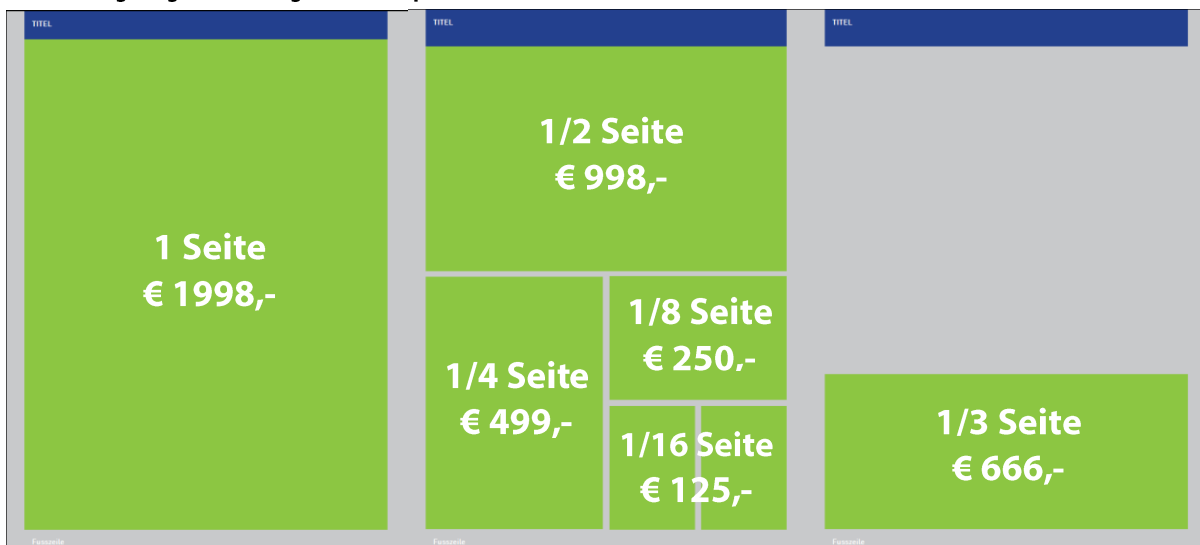 TITEL
1 Seite
€ 1998,-
Fusszeile
TITEL
1/2 Seite
€ 998,-
1/4 Seite
€ 499,-
1/8 Seite
€ 250,-
1/16 Seite
€ 125,-
Fusszeile
TITEL
1/3 Seite
€ 666,-
Fusszeile